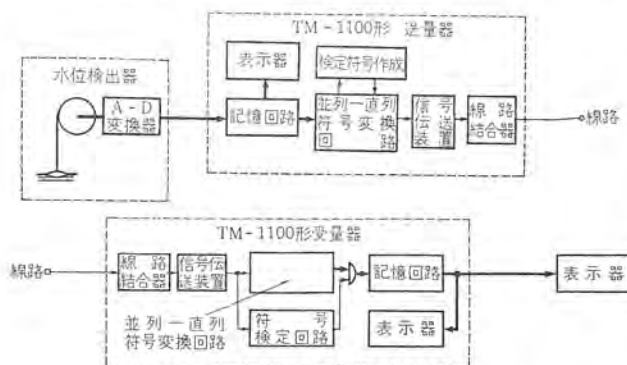 TM-1100形 送量器
水位検出器
A-D
変換器
表示器
検定符号作成
記憶回路
並列一直列
符号変換
回路
信号
伝送
装置
線路
結合器
線路
TM-1100形受量器
線路
線路
結合器
信号伝
送装置
記憶回路
表示器
並列一直列
符号変換回路
符号
検定回路
表示器